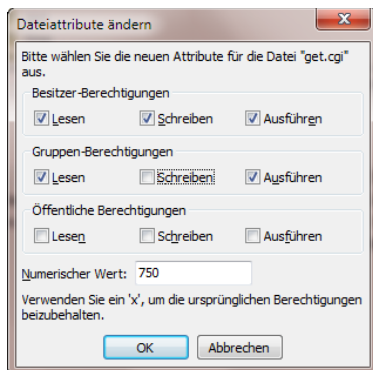 Dateiattribute ändern
Bitte wählen Sie die neuen Attribute für die Datei "get.cgi"
aus.
Besitzer-Berechtigungen
Lesen Schreiben Ausführen
Gruppen-Berechtigungen
Lesen Schreiben Ausführen
Öffentliche Berechtigungen
Lesen Schreiben Ausführen
Numerischer Wert: 750
Verwenden Sie ein 'x', um die ursprünglichen Berechtigungen
beizubehalten.
OK Abbrechen